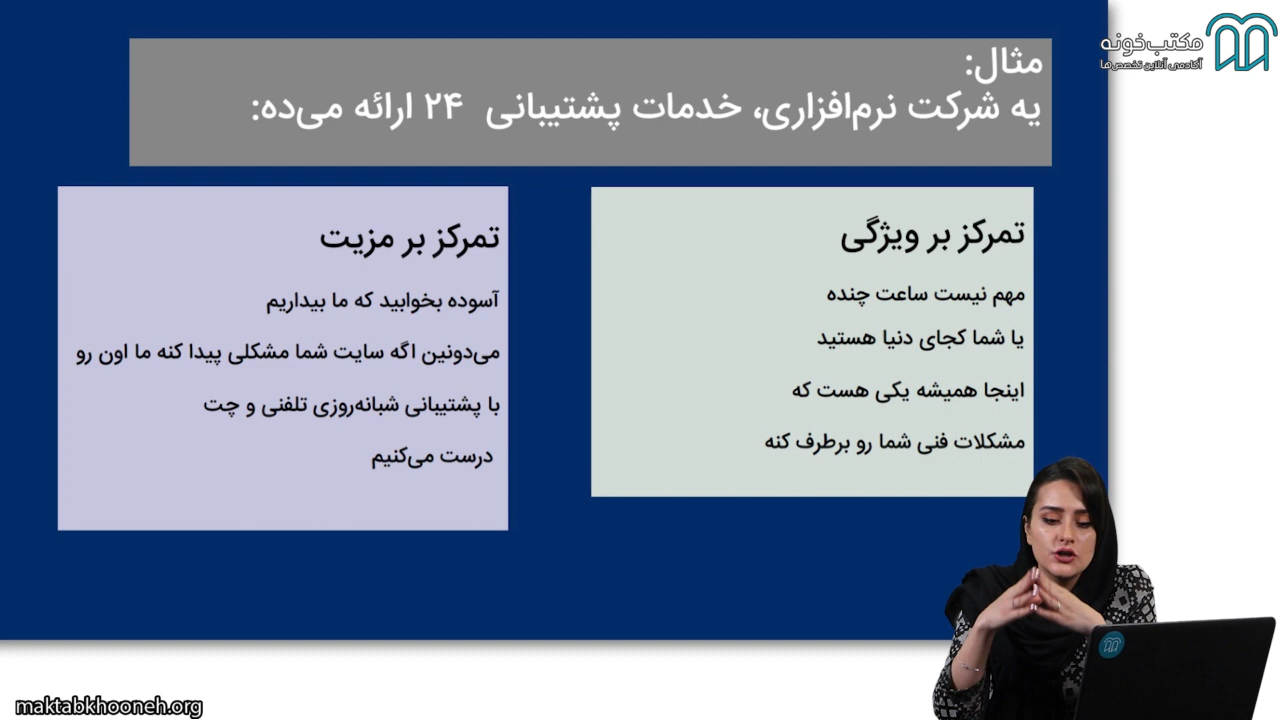 مکتب‌خونه
آکادمی آنلاین تخصص‌ها
مثال:
یه شرکت نرم‌افزاری، خدمات پشتیبانی ۲۴ ارائه می‌ده:
تمرکز بر ویژگی
مهم نیست ساعت چنده
یا شما کجای دنیا هستید
اینجا همیشه یکی هست که
مشکلات فنی شما رو برطرف کنه
تمرکز بر مزیت
آسوده بخوابید که ما بیداریم
می‌دونین اگه سایت شما مشکلی پیدا کنه ما اون رو
با پشتیبانی شبانه‌روزی تلفنی و چت
درست می‌کنیم
maktabkhooneh.org